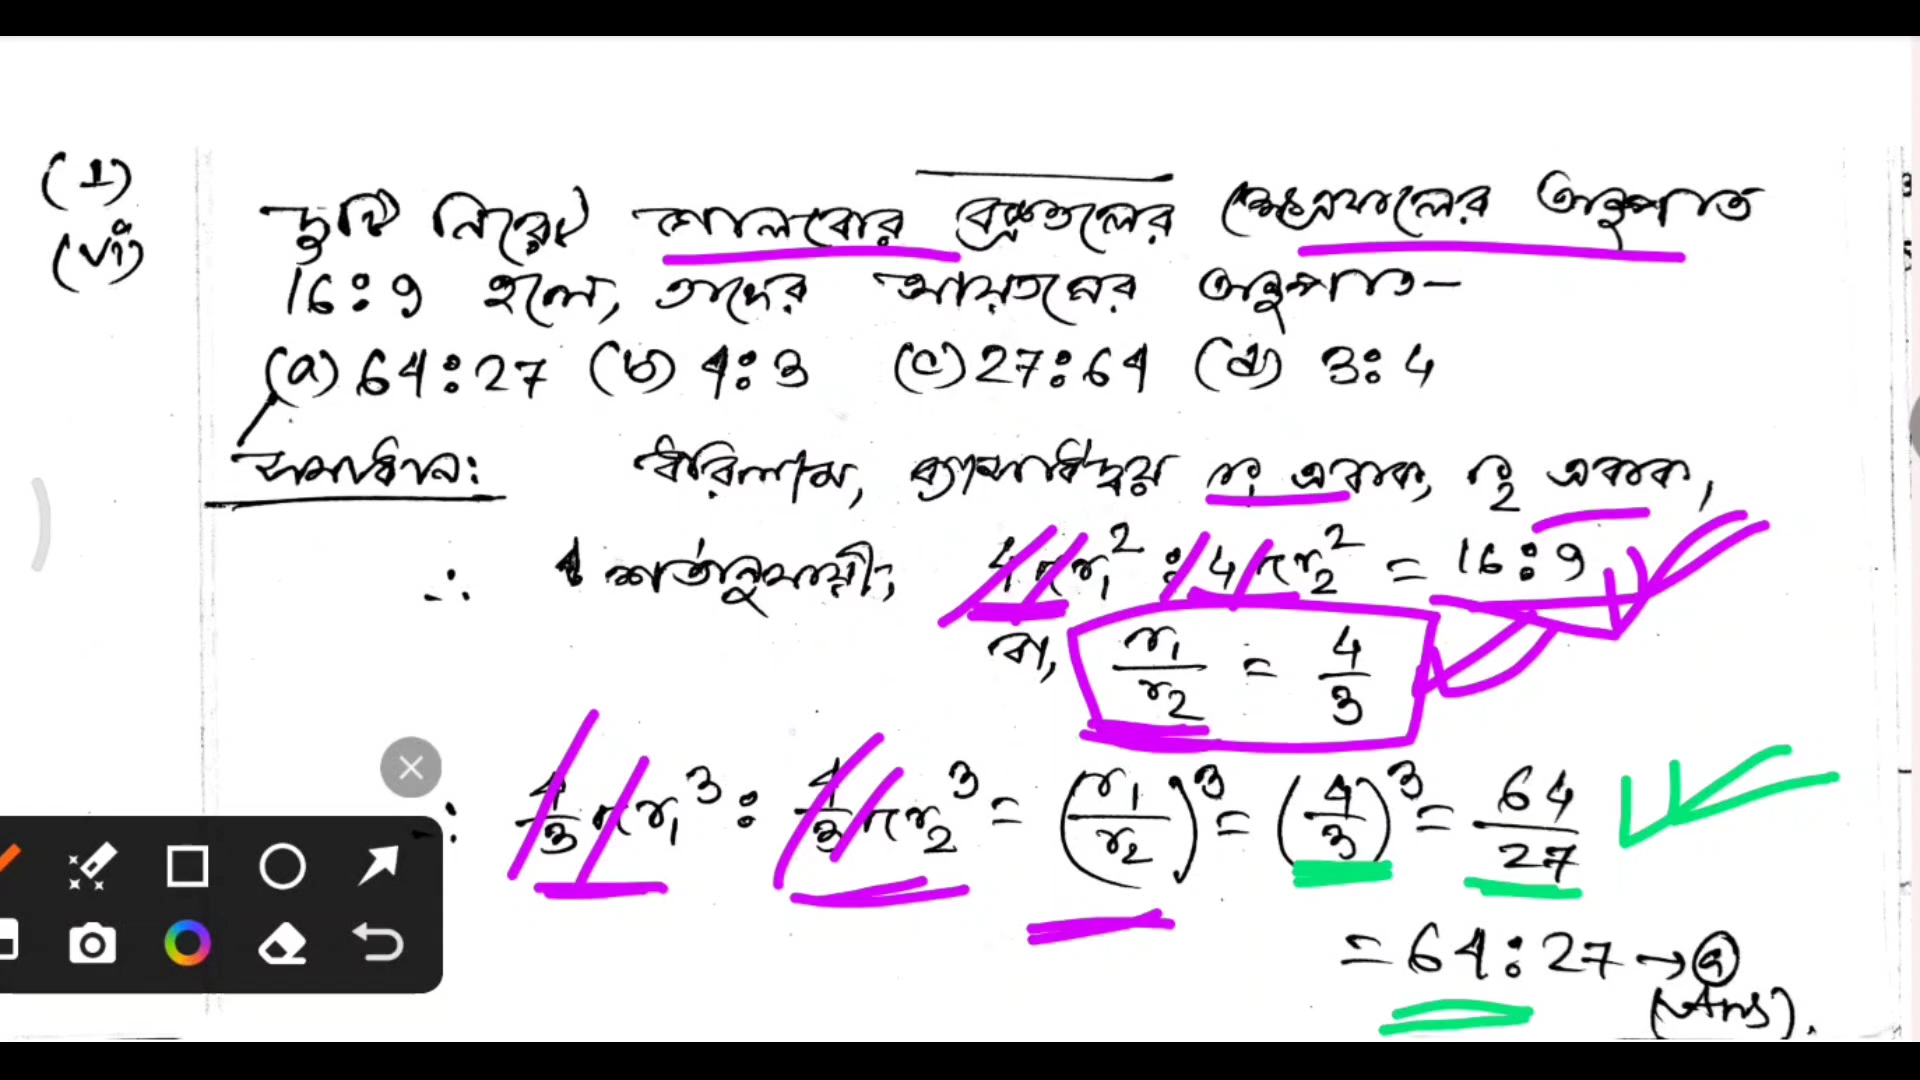 (1)
(vi)
দুটি নিরেট গোলকের বক্রতলের ক্ষেত্রফলের অনুপাত
16:9 হলে, তাদের আয়তনের অনুপাত—
(a) 64:27 (b) 4:3 (c) 27:64 (d) 3:4
সমাধান: ধরিলাম, ব্যাসার্ধদ্বয় r₁ একক, r₂ একক,
∴ শর্তানুযায়ী, 4πr₁² : 4πr₂² = 16:9
বা, r₁/r₂ = 4/3
∴ 4/3 πr₁³ : 4/3 πr₂³ = (r₁/r₂)³ = (4/3)³ = 64/27
= 64:27 → ⓐ
(Ans).